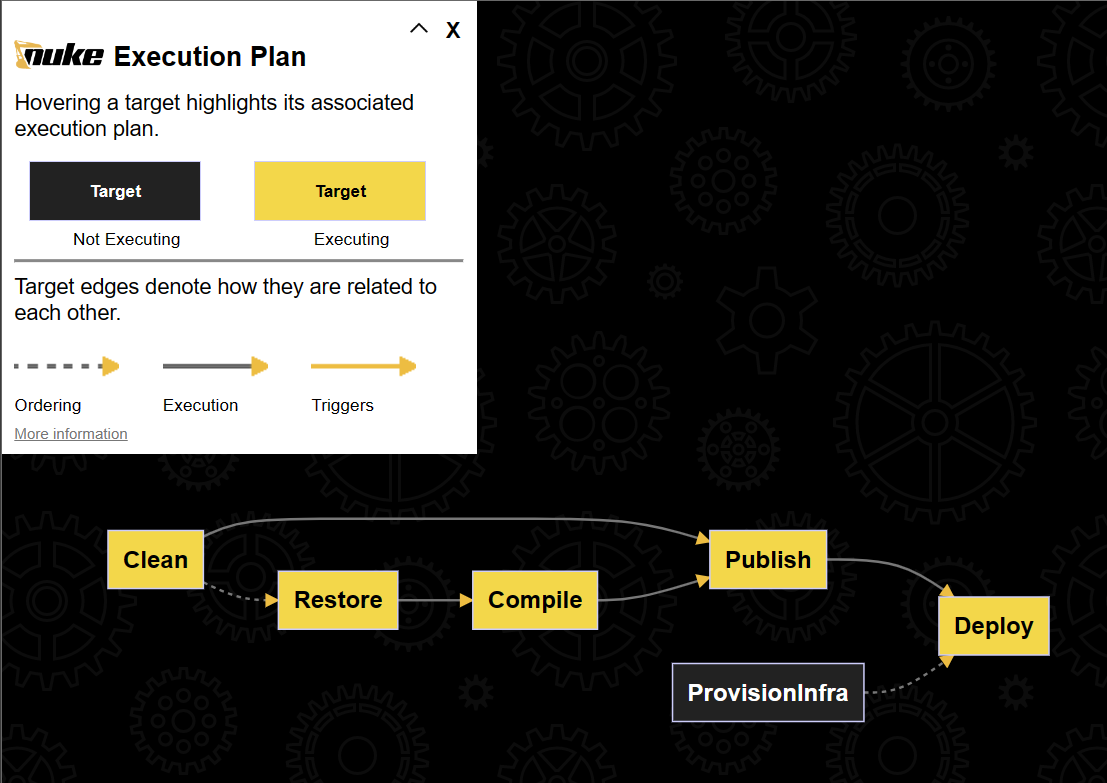 X
nuke Execution Plan
Hovering a target highlights its associated
execution plan.
Target Target
Not Executing Executing
Target edges denote how they are related to
each other.
Ordering Execution Triggers
More information
Clean
Restore
Compile
Publish
Deploy
ProvisionInfra